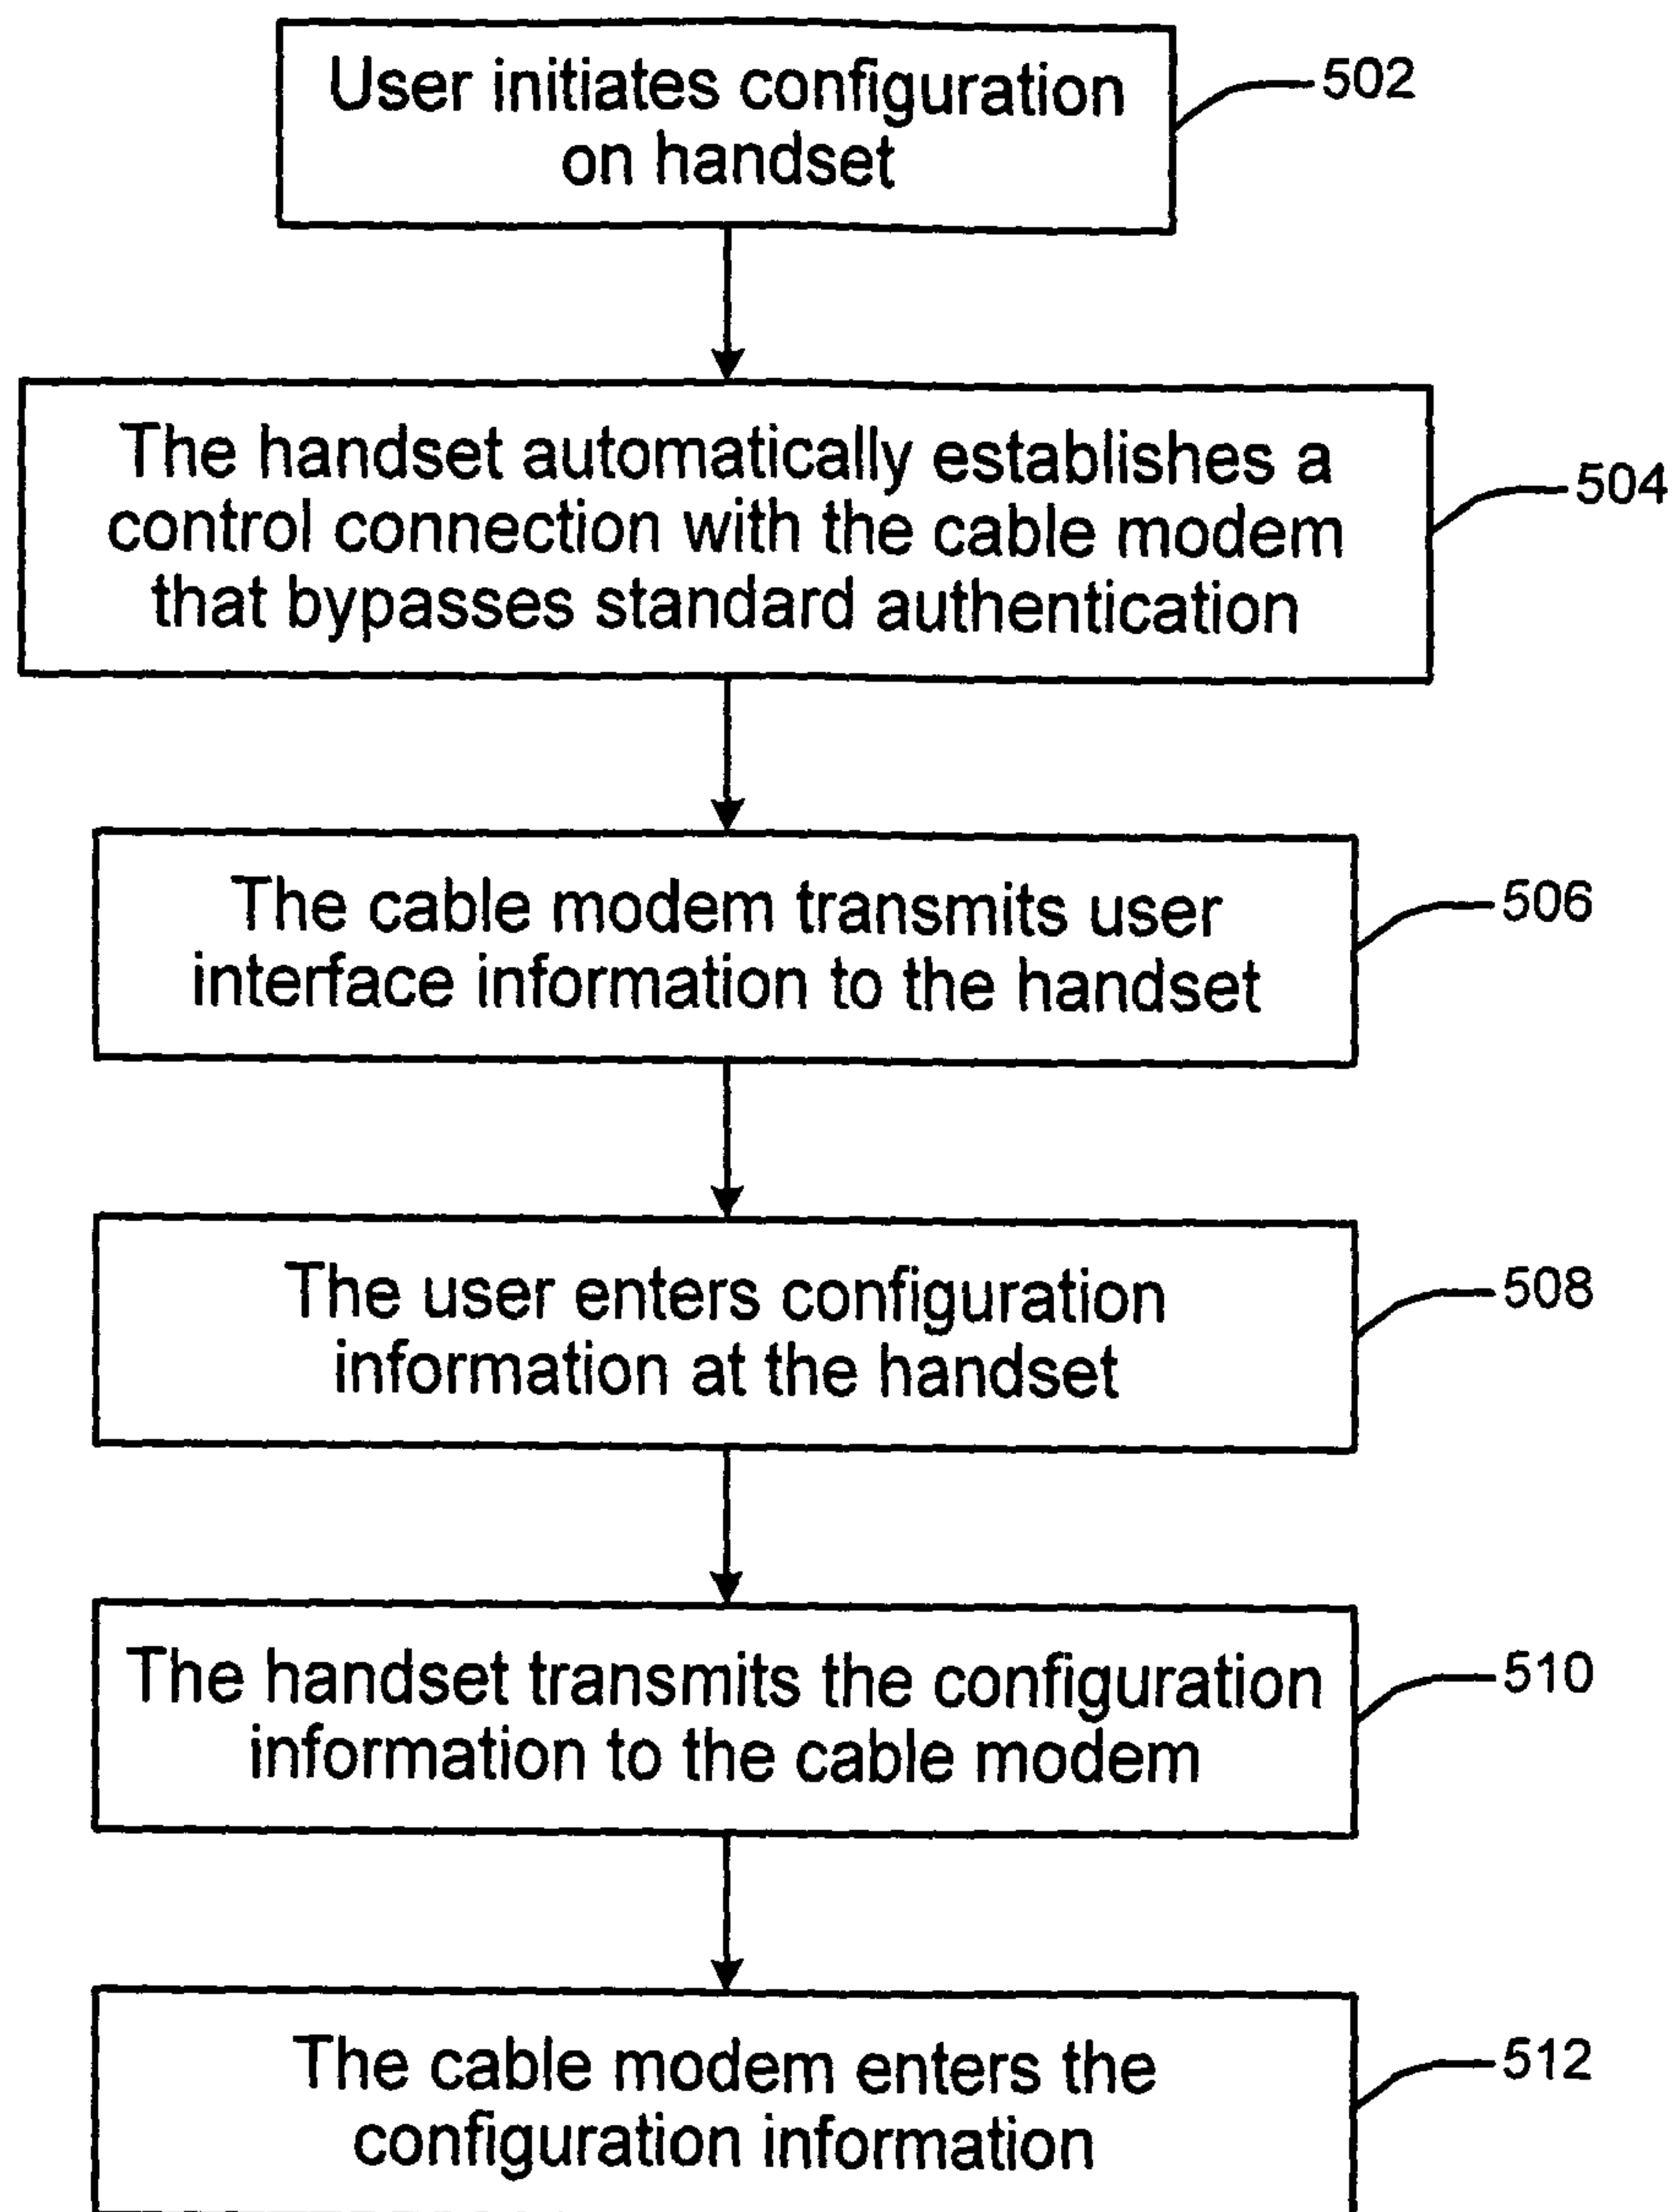 User initiates configuration
on handset
502
The handset automatically establishes a
control connection with the cable modem
that bypasses standard authentication
504
The cable modem transmits user
interface information to the handset
506
The user enters configuration
information at the handset
508
The handset transmits the configuration
information to the cable modem
510
The cable modem enters the
configuration information
512